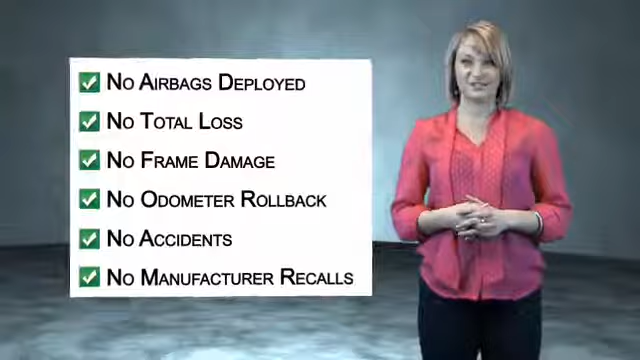 No Airbags Deployed
No Total Loss
No Frame Damage
No Odometer Rollback
No Accidents
No Manufacturer Recalls